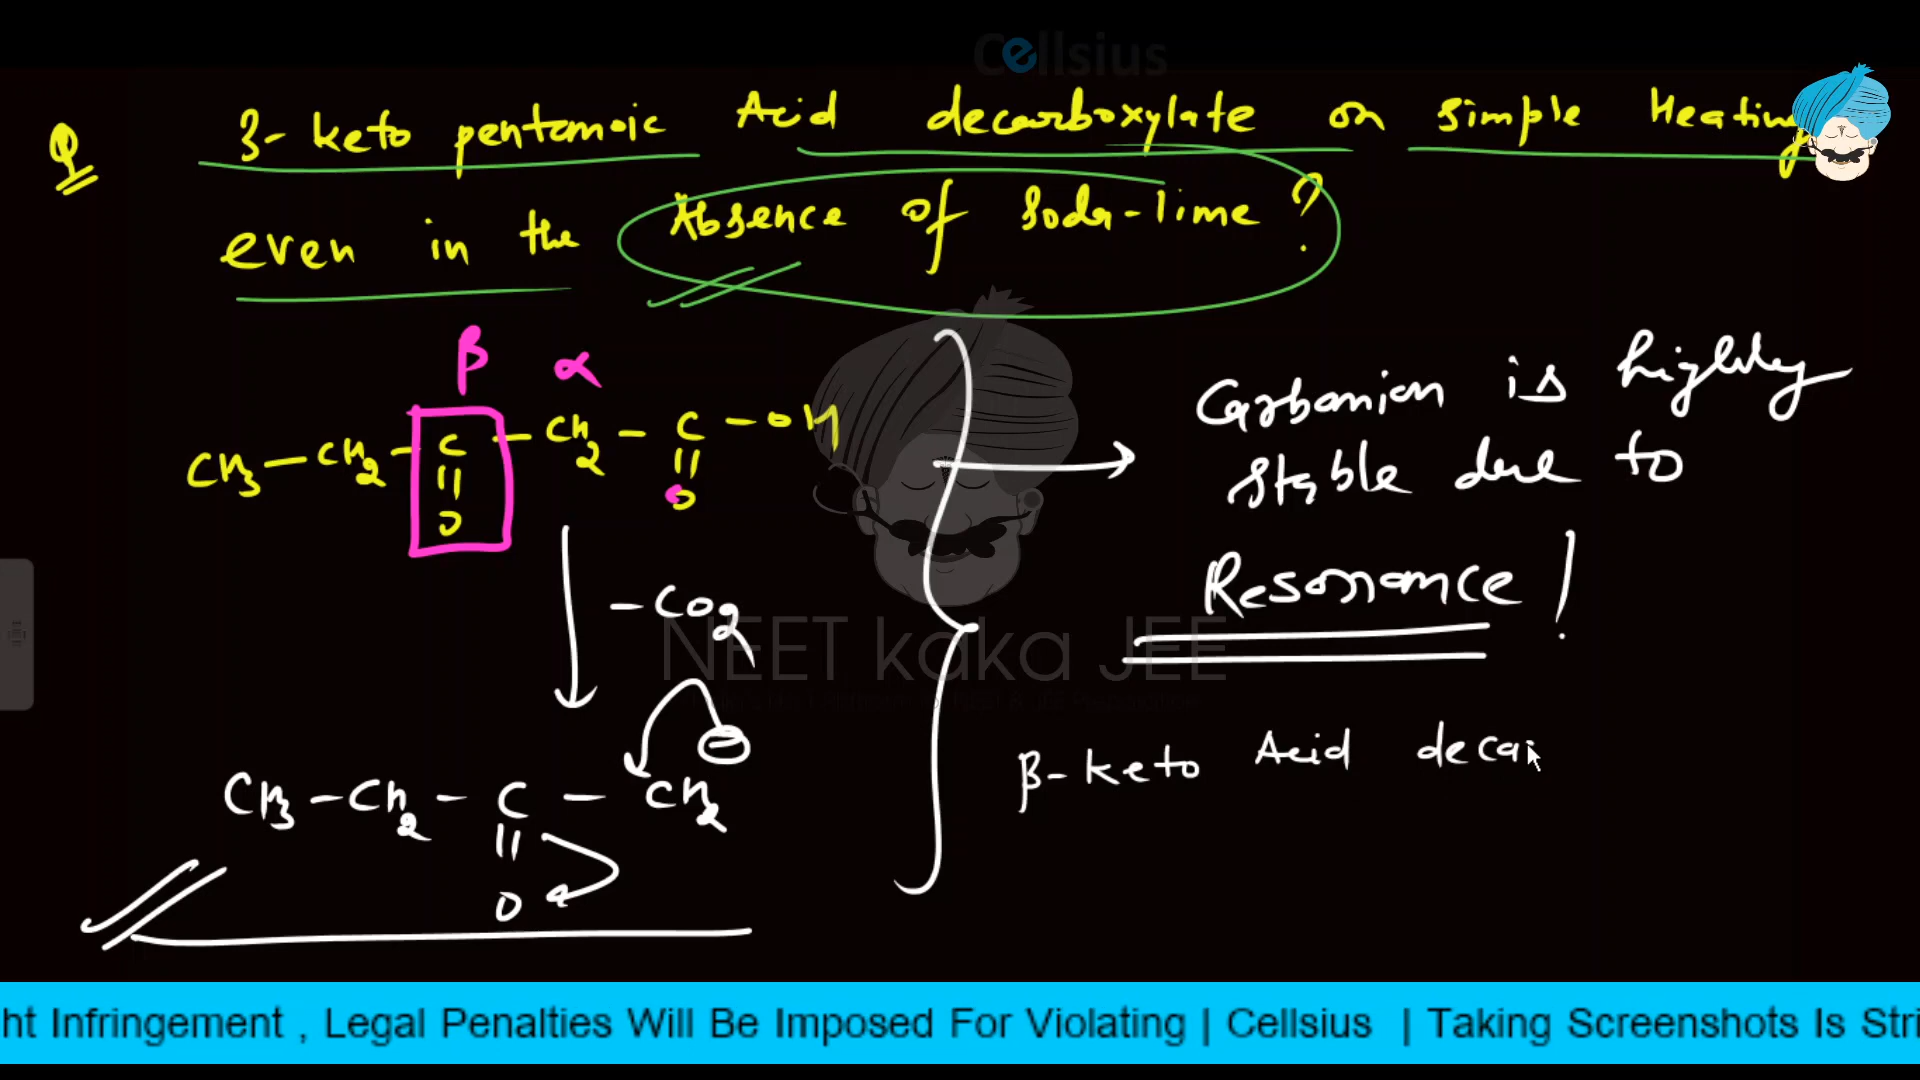 Cellsius
Q 3-keto pentanoic Acid decarboxylate on simple Heating
even in the Absence of Soda-lime ?
β α
CH3-CH2-C-CH2-C-OH
O O
Carbanion is highly
stable due to
Resonance !
-CO2
NEET kaka JEE
⊖
β-keto Acid decar
CH3-CH2-C-CH2
O
ht Infringement , Legal Penalties Will Be Imposed For Violating | Cellsius | Taking Screenshots Is Stri